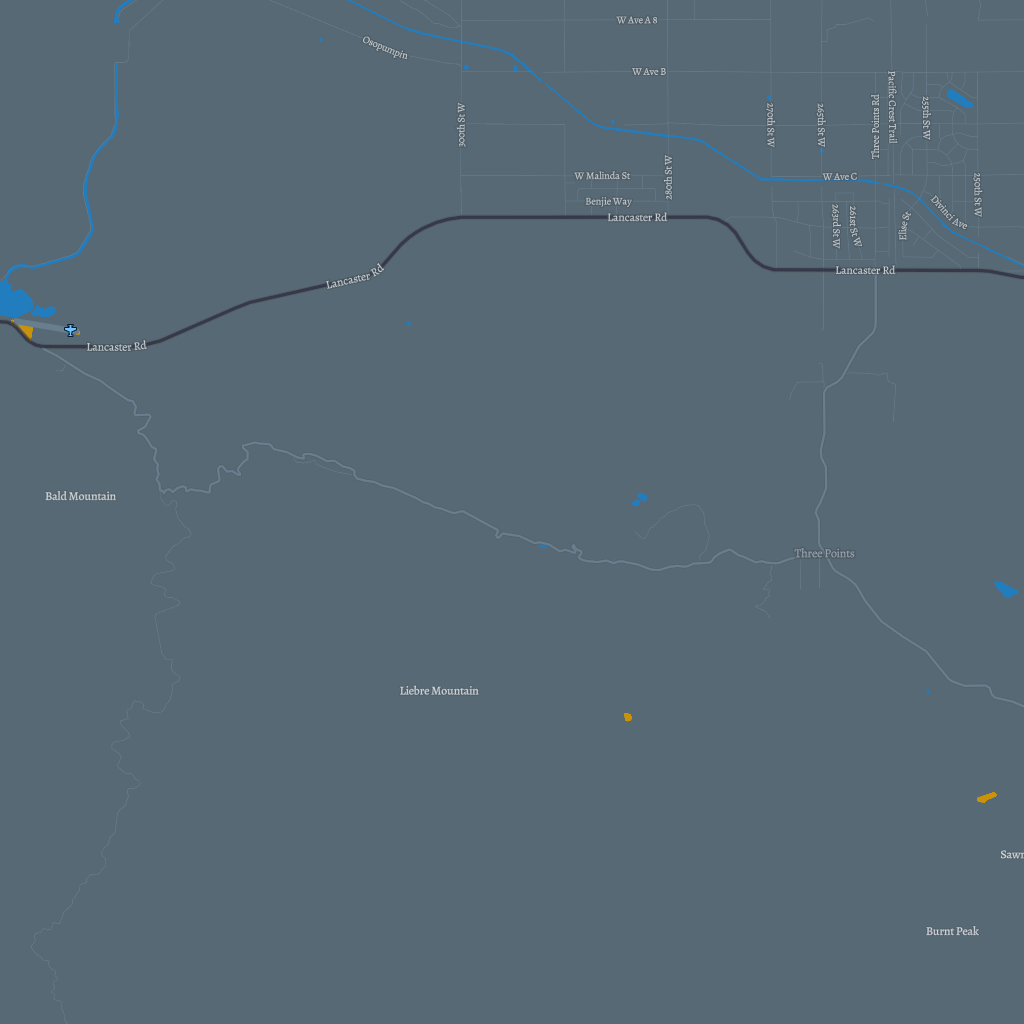 W Ave A 8
Osopumpin
W Ave B
300th St W
270th St W
265th St W
Three Points Rd
Pacific Crest Trail
255th St W
W Malinda St
280th St W
W Ave C
250th St W
Benjie Way
Lancaster Rd
263rd St W
261st St W
Elise St
Divinci Ave
Lancaster Rd
Lancaster Rd
Lancaster Rd
Bald Mountain
Three Points
Liebre Mountain
Sawn
Burnt Peak